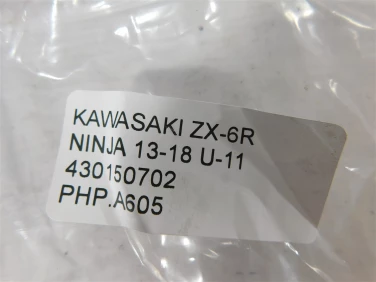 KAWASAKI ZX-6R
NINJA 13-18 U-11
430150702
PHP.A605